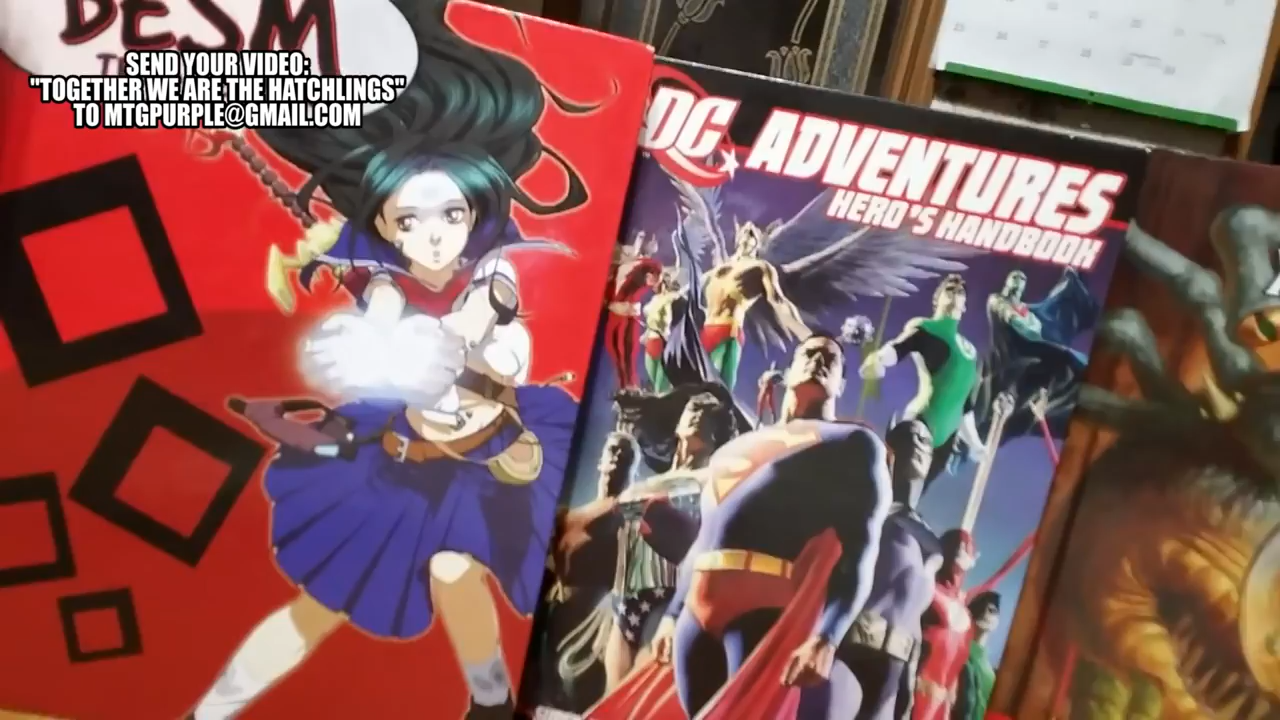 BESM
SEND YOUR VIDEO:
"TOGETHER WE ARE THE HATCHLINGS"
TO MTGPURPLE@GMAIL.COM
DC ADVENTURES
HERO'S HANDBOOK